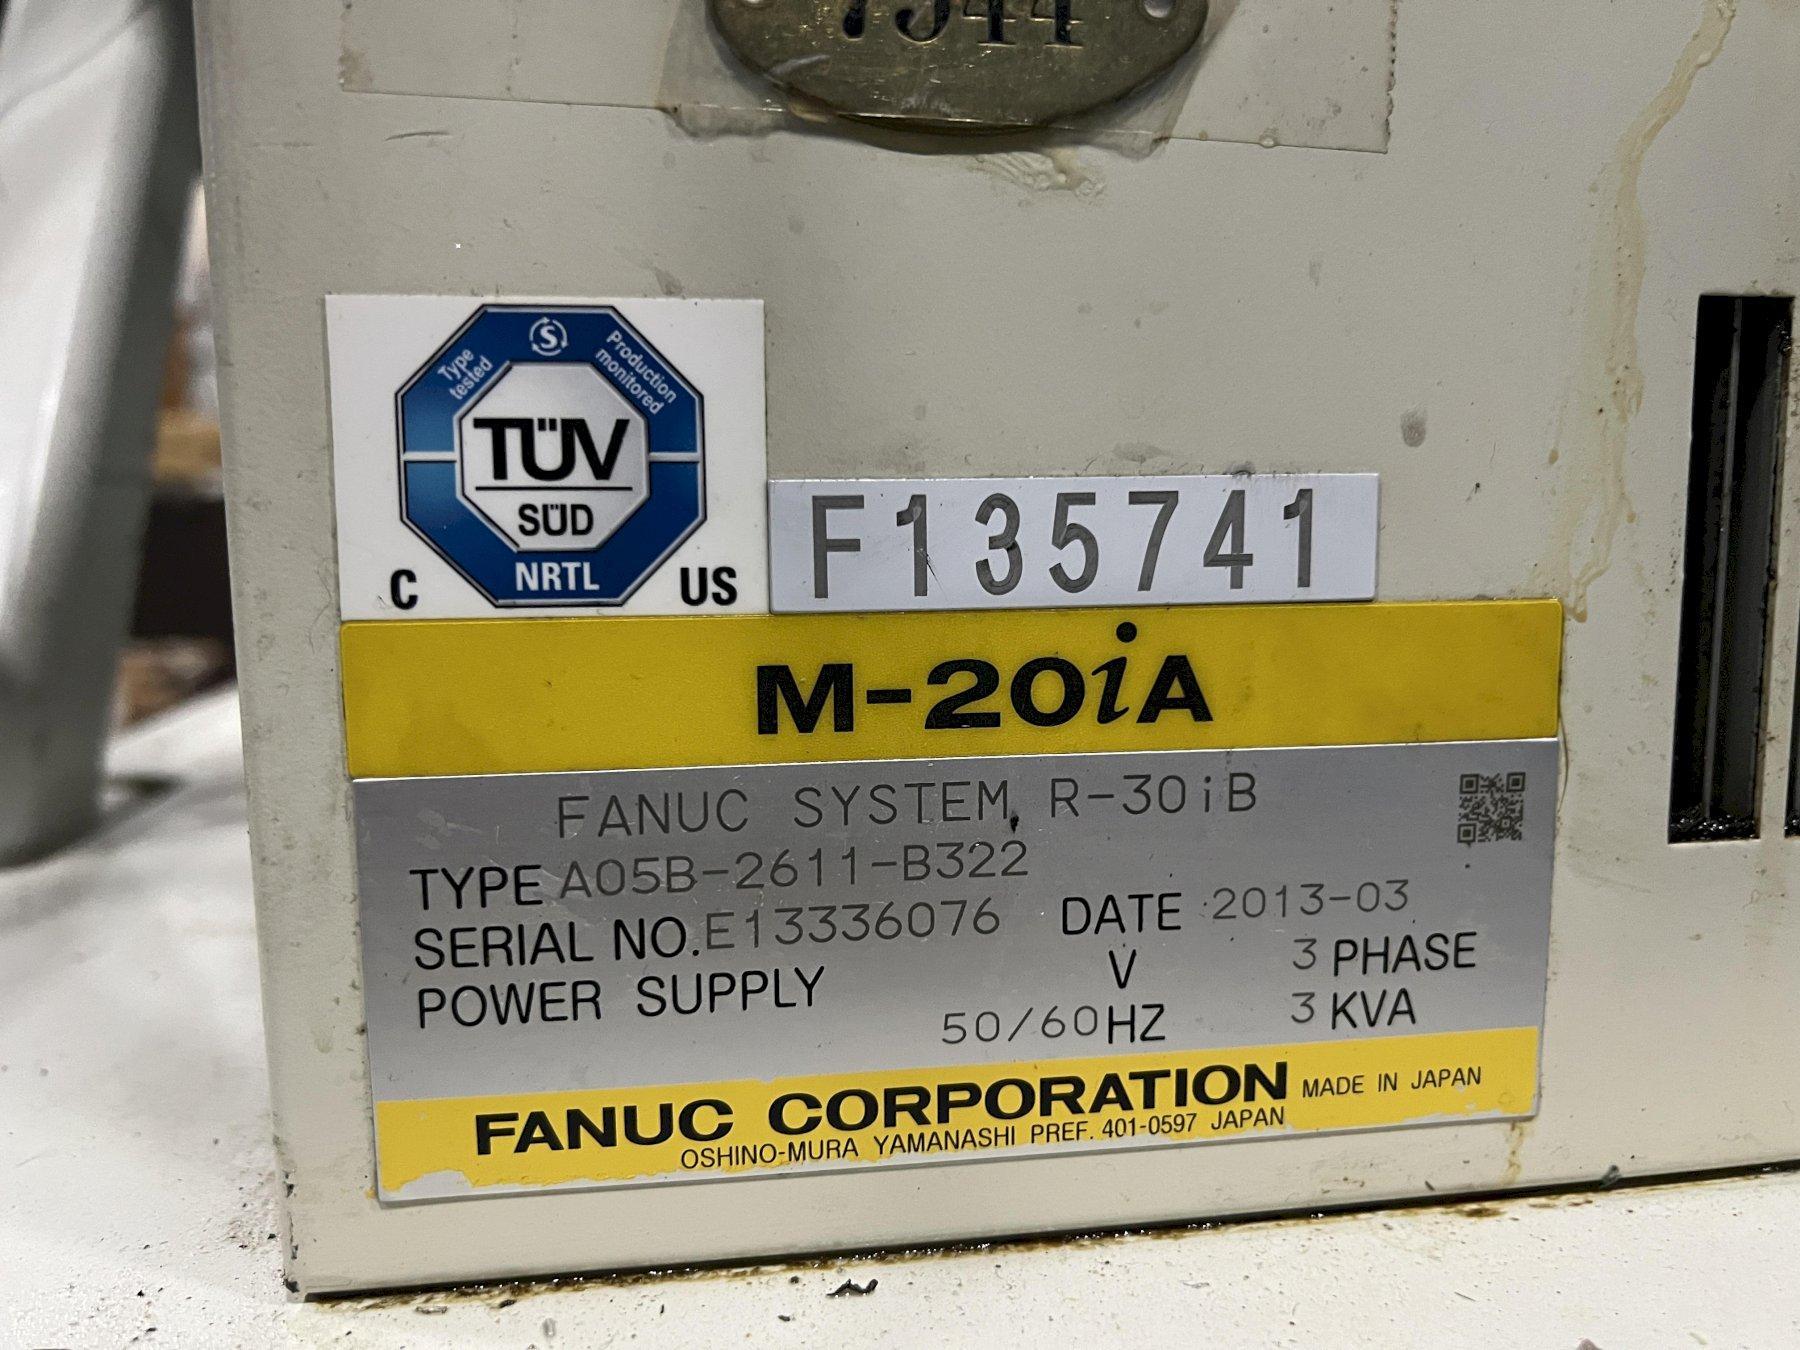 7544
Type tested
S
Production monitored
TÜV
SÜD
NRTL
C US
F135741
M-20iA
FANUC SYSTEM R-30iB
TYPE A05B-2611-B322
SERIAL NO. E13336076 DATE 2013-03
POWER SUPPLY V 3 PHASE
50/60 HZ 3 KVA
FANUC CORPORATION MADE IN JAPAN
OSHINO-MURA YAMANASHI PREF. 401-0597 JAPAN